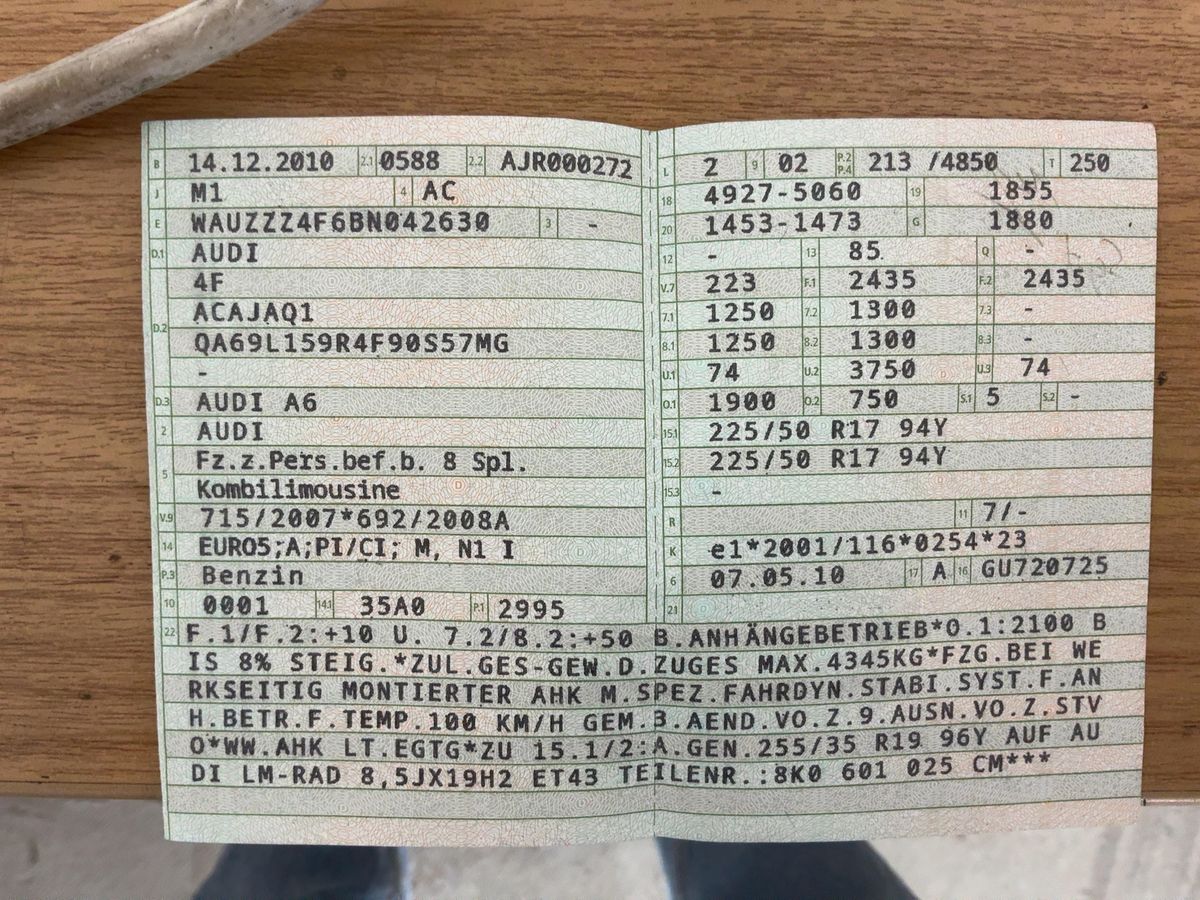 B 14.12.2010 2.1 0588 2.2 AJR000272
J M1 4 AC
E WAUZZZ4F6BN042630 3 -
D.1 AUDI
4F
ACAJAQ1
D.2 QA69L159R4F90S57MG
-
D.3 AUDI A6
2 AUDI
5 Fz.z.Pers.bef.b. 8 Spl.
Kombilimousine
V.9 715/2007*692/2008A
14 EURO5;A;PI/CI; M, N1 I
P.3 Benzin
10 0001 14.1 35A0 P.1 2995
L 2 9 02 P.2 P.4 213 /4850 T 250
18 4927-5060 19 1855
20 1453-1473 G 1880
12 - 13 85 Q -
V.7 223 F.1 2435 F.2 2435
7.1 1250 7.2 1300 7.3 -
8.1 1250 8.2 1300 8.3 -
U.1 74 U.2 3750 U.3 74
O.1 1900 O.2 750 S.1 5 S.2 -
15.1 225/50 R17 94Y
15.2 225/50 R17 94Y
15.3 -
R 11 7/-
K e1*2001/116*0254*23
6 07.05.10 17 A 16 GU720725
21
22 F.1/F.2:+10 U. 7.2/8.2:+50 B.ANHÄNGEBETRIEB*O.1:2100 B
IS 8% STEIG.*ZUL.GES-GEW.D.ZUGES MAX.4345KG*FZG.BEI WE
RKSEITIG MONTIERTER AHK M.SPEZ.FAHRDYN.STABI.SYST.F.AN
H.BETR.F.TEMP.100 KM/H GEM.3.AEND.VO.Z.9.AUSN.VO.Z.STV
O*WW.AHK LT.EGTG*ZU 15.1/2:A.GEN.255/35 R19 96Y AUF AU
DI LM-RAD 8,5JX19H2 ET43 TEILENR.:8K0 601 025 CM***